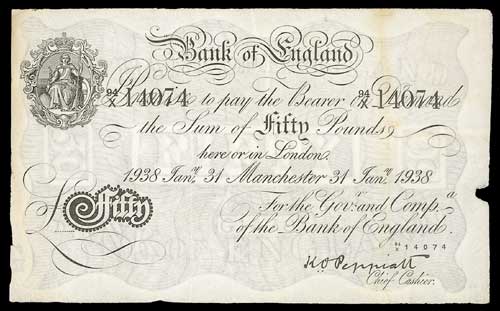 Bank of England
94/X 14074 94/X 14074
Promise to pay the Bearer on Demand
the Sum of Fifty Pounds
here or in London.
1938 Jany. 31 Manchester 31 Jany. 1938
For the Govr. and Compa.
of the Bank of England.
£ Fifty
94/X 14074
K.O. Peppiatt
Chief Cashier.